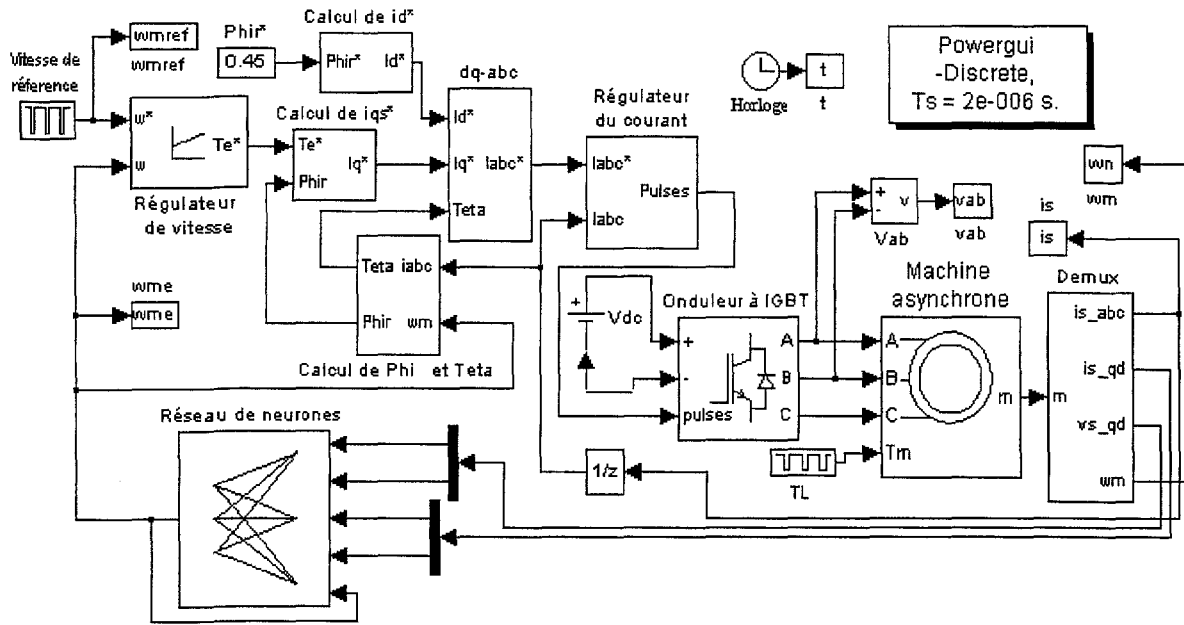 Calcul de id*
wmref
wmref
Phir*
0.45
Phir*
Id*
Vitesse de
réference
w*
w
Te*
Régulateur
de vitesse
Calcul de iqs*
Te*
Phir
Iq*
dq-abc
Id*
Iq*
Iabc*
Teta
Régulateur
du courant
Iabc*
Pulses
Iabc
Horloge
t
t
Powergui
-Discrete,
Ts = 2e-006 s.
wn
wm
is
is
+
-
v
Vab
vab
vab
wme
wme
Teta
iabc
Phir
wm
Calcul de Phi et Teta
+
Vdc
Onduleur à IGBT
+
-
pulses
A
B
C
Machine
asynchrone
A
B
C
Tm
m
TL
Demux
m
is_abc
is_qd
vs_qd
wm
1/z
Réseau de neurones